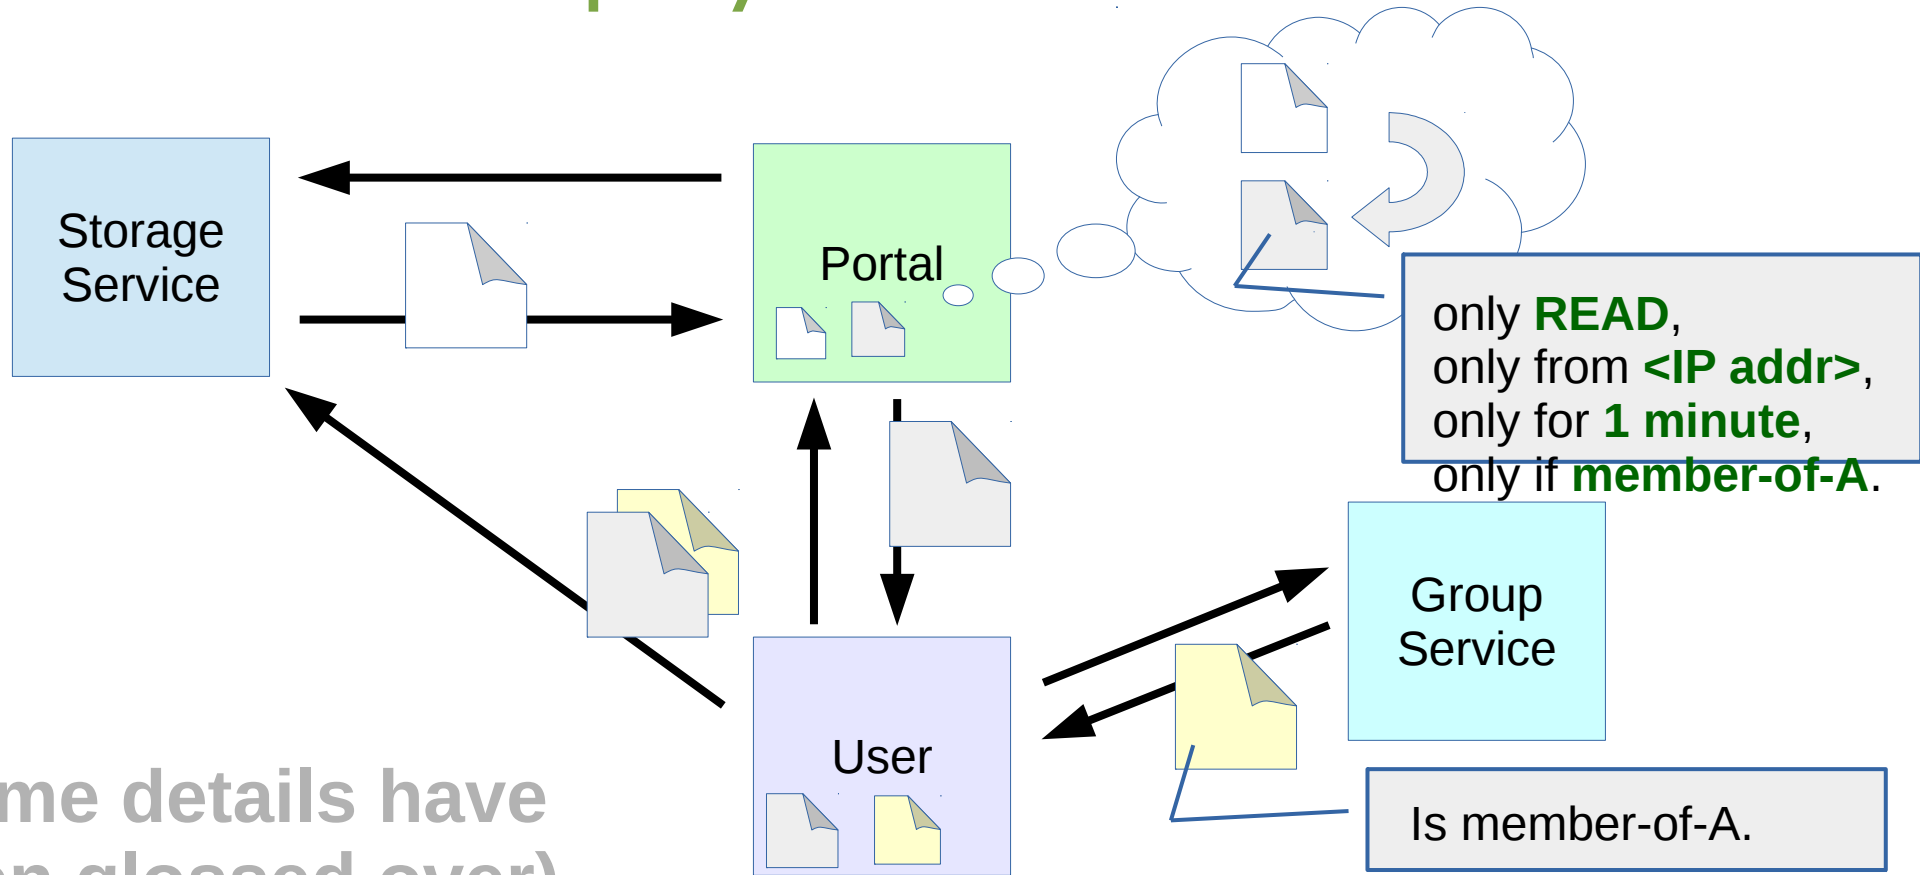 Storage
Service
Portal
only READ,
only from <IP addr>,
only for 1 minute,
only if member-of-A.
Group
Service
User
Is member-of-A.
details have
over)